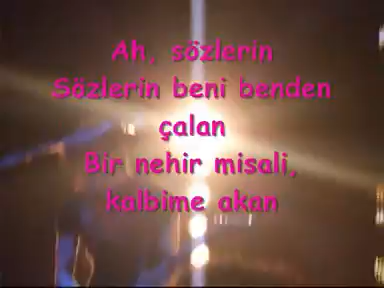 Ah, sözlerin
Sözlerin beni benden
çalan
Bir nehir misali,
kalbime akan